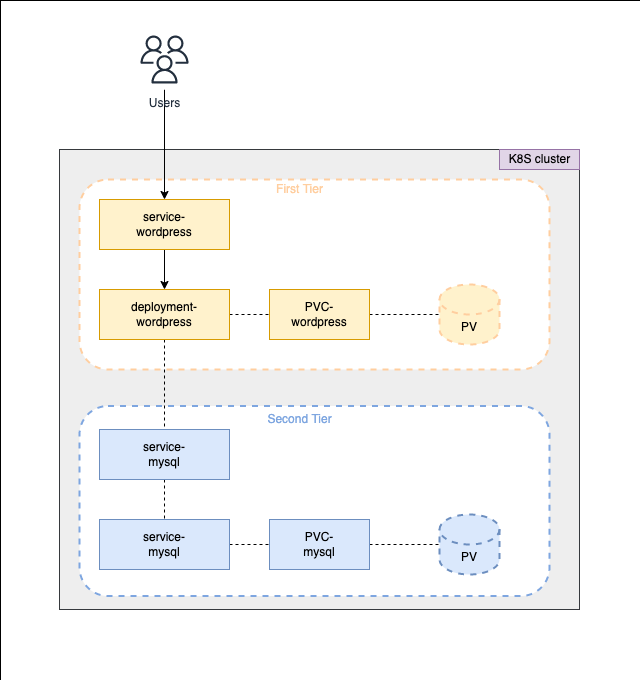 Users
K8S cluster
First Tier
service-
wordpress
deployment-
wordpress
PVC-
wordpress
PV
Second Tier
service-
mysql
service-
mysql
PVC-
mysql
PV